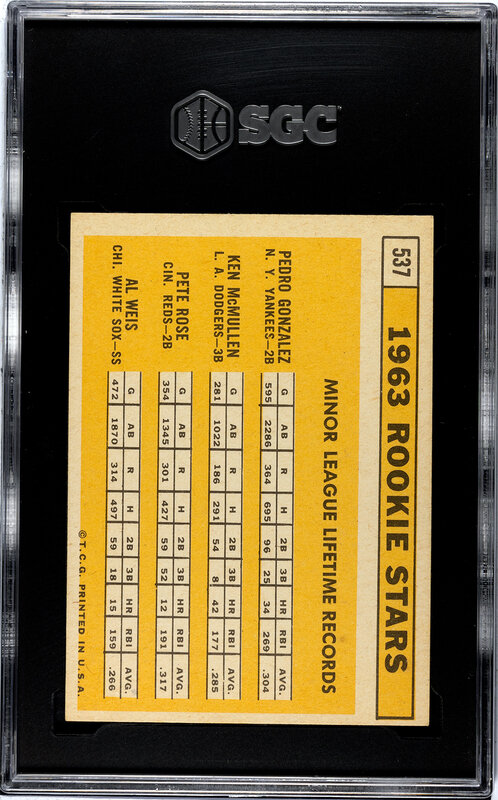 SGC
537
1963 ROOKIE STARS
MINOR LEAGUE LIFETIME RECORDS
PEDRO GONZALEZ
N. Y. YANKEES—2B
G AB R H 2B 3B HR RBI AVG.
595 2286 364 695 96 25 34 269 .304
KEN McMULLEN
L. A. DODGERS—3B
G AB R H 2B 3B HR RBI AVG.
281 1022 186 291 54 8 42 177 .285
PETE ROSE
CIN. REDS—2B
G AB R H 2B 3B HR RBI AVG.
354 1345 301 427 59 52 12 191 .317
AL WEIS
CHI. WHITE SOX—SS
G AB R H 2B 3B HR RBI AVG.
472 1870 314 497 59 18 15 159 .266
© T.C.G. PRINTED IN U.S.A.